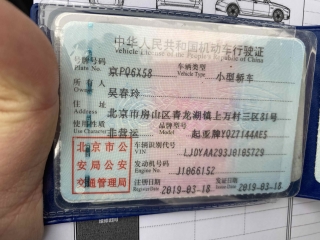 中华人民共和国机动车行驶证
Vehicle License of the People's Republic of China
号牌号码 京PQ6X58 车辆类型 小型轿车
Plate No. Vehicle Type
所有人 吴春玲
Owner
住址 北京市房山区青龙湖镇上万村三区81号
Address
使用性质 非营运 品牌型号 起亚牌YQZ7144AE5
Use Character Model
北京市公 车辆识别代号 LJDYAAZ93J0105729
VIN
安局公安 发动机号码 J106615Z
Engine No.
交通管理局 注册日期 2019-03-18 发证日期 2019-03-18
Register Date Issue Date